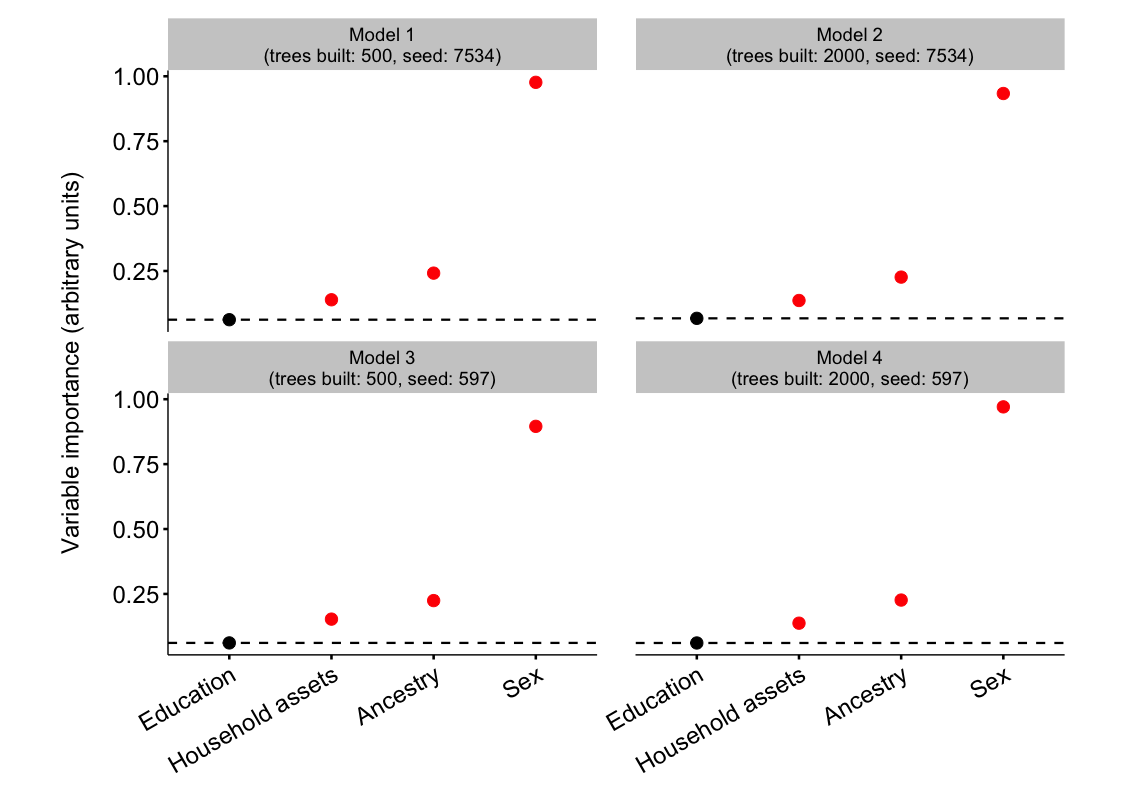 Model 1
(trees built: 500, seed: 7534)
Model 2
(trees built: 2000, seed: 7534)
1.00
0.75
0.50
0.25
Variable importance (arbitrary units)
Model 3
(trees built: 500, seed: 597)
Model 4
(trees built: 2000, seed: 597)
1.00
0.75
0.50
0.25
Education
Household assets
Ancestry
Sex
Education
Household assets
Ancestry
Sex